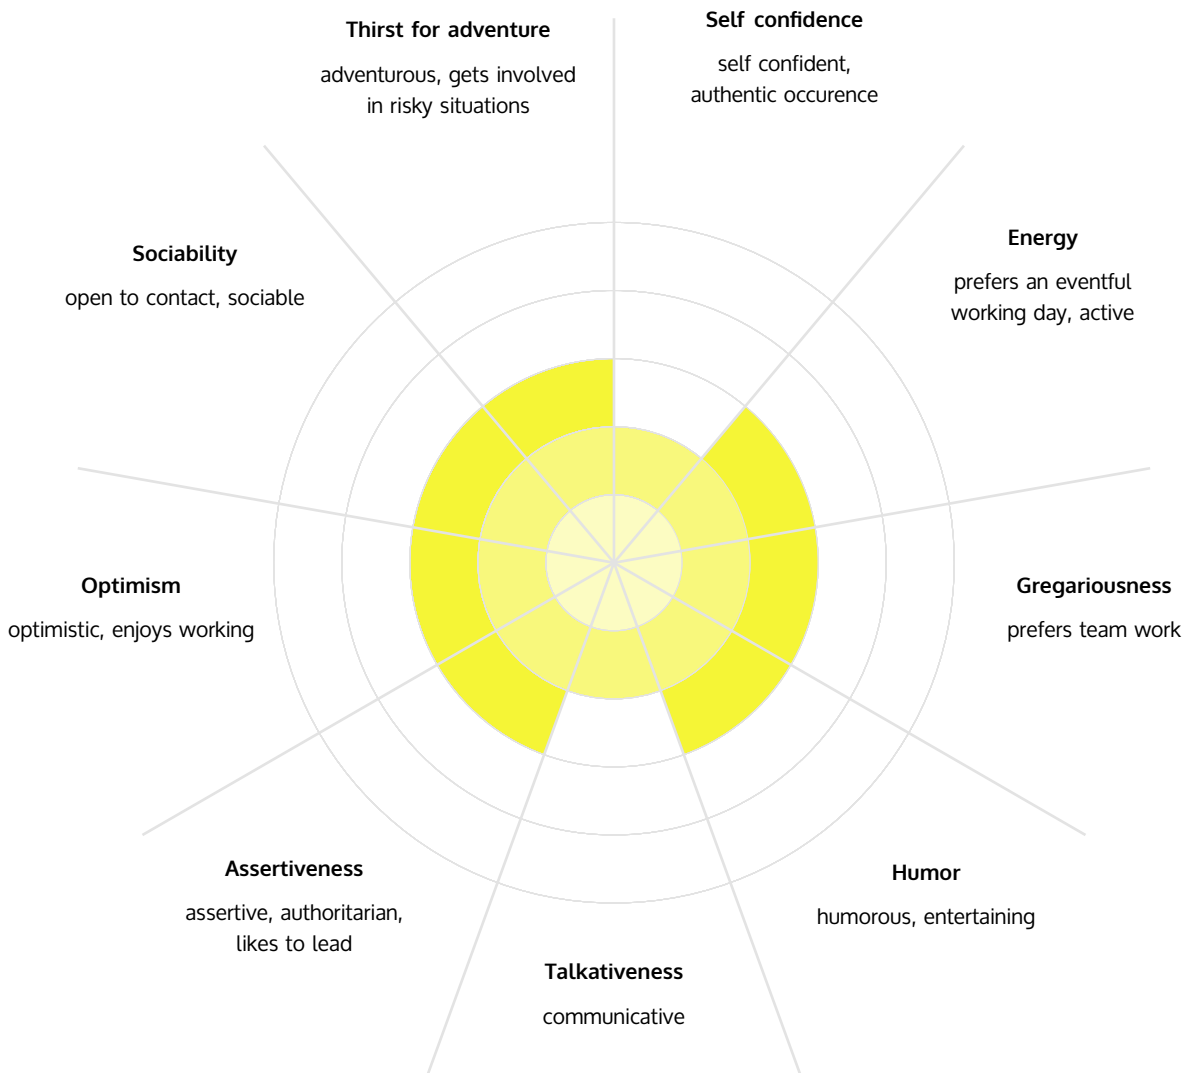 Thirst for adventure
adventurous, gets involved
in risky situations
Self confidence
self confident,
authentic occurence
Energy
prefers an eventful
working day, active
Gregariousness
prefers team work
Humor
humorous, entertaining
Talkativeness
communicative
Assertiveness
assertive, authoritarian,
likes to lead
Optimism
optimistic, enjoys working
Sociability
open to contact, sociable